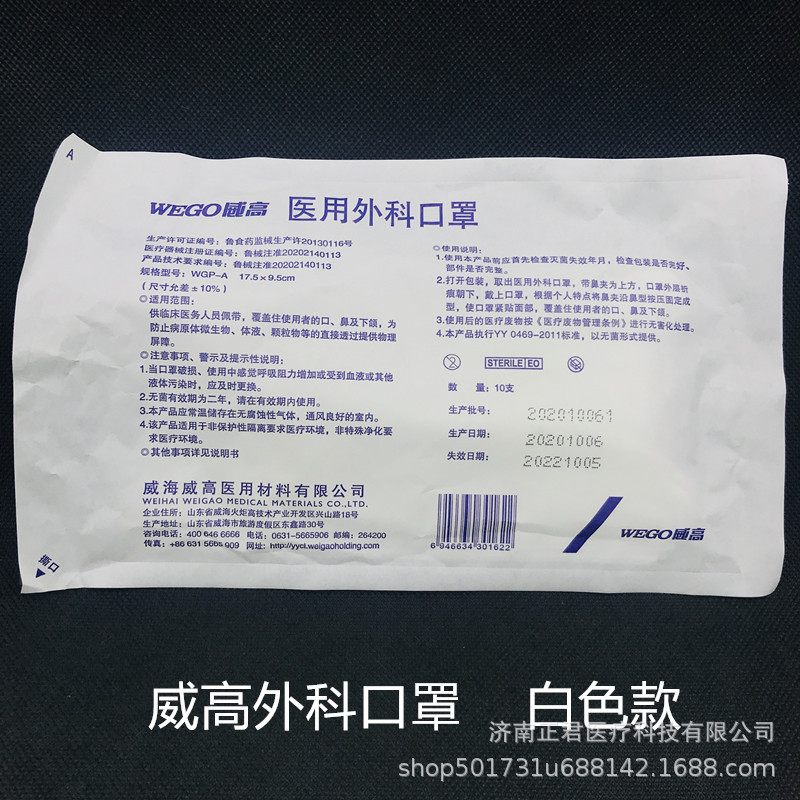 A
WEGO威高 医用外科口罩
生产许可证编号：鲁食药监械生产许20130116号
医疗器械注册证编号：鲁械注准20202140113
产品技术要求编号：鲁械注准20202140113
规格型号：WGP-A 17.5×9.5cm
（尺寸允差±10%）
◎适用范围：
供临床医务人员佩带，覆盖住使用者的口、鼻及下颌，为
防止病原体微生物、体液、颗粒物等的直接透过提供物理
屏障。
◎注意事项、警示及提示性说明：
1.当口罩破损、使用中感觉呼吸阻力增加或受到血液或其他
液体污染时，应及时更换。
2.无菌有效期为二年，请在有效期内使用。
3.本产品应常温储存在无腐蚀性气体，通风良好的室内。
4.该产品适用于非保护性隔离要求医疗环境，非特殊净化要
求医疗环境。
◎其他事项详见说明书
威海威高医用材料有限公司
WEIHAI WEIGAO MEDICAL MATERIALS CO.,LTD.
企业住所：山东省威海火炬高技术产业开发区兴山路18号
生产地址：山东省威海市旅游度假区东鑫路30号
咨询电话：400 646 6666 电话：0631-5665908 邮编：264200
传真：+86 631 5666 909 网址：http://yycl.weigaoholding.com
撕口
◎使用说明：
1.使用本产品前应首先检查灭菌失效年月，检查包装是否完好、
部件是否完整。
2.打开包装，取出医用外科口罩，带鼻夹为上方，口罩外层折
痕朝下，戴上口罩，根据个人特点将鼻夹沿鼻型按压面定成
型，使口罩紧贴面部，覆盖住使用者的口、鼻及下颌。
3.使用后的医疗废物按《医疗废物管理条例》进行无害化处理。
4.本产品执行YY 0469-2011标准，以无菌形式提供。
STERILE EO
数 量：10支
生产批号： 202010061
生产日期： 20201006
失效日期： 20221005
6 946634 301622
WEGO威高
威高外科口罩 白色款
济南正君医疗科技有限公司
shop501731u688142.1688.com